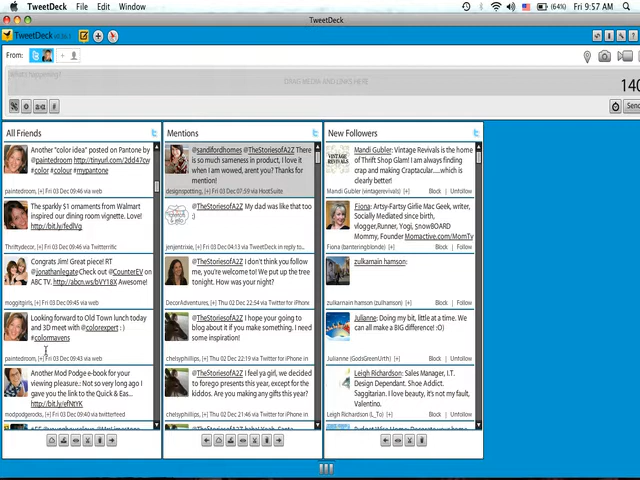 TweetDeck File Edit Window (64%) Fri 9:57 AM
TweetDeck
TweetDeck
From:
What's happening?
DRAG MEDIA AND LINKS HERE
140
Send
All Friends
Another "color idea" posted on Pantone by
@paintedroom http://tinyurl.com/2dd47cw
#color #colour #mypantone
paintedroom, [+] Fri 03 Dec 09:46 via web
The sparkly $1 ornaments from Walmart
inspired our dining room vignette. Love!
http://bit.ly/fedlVg
Thriftydecor, [+] Fri 03 Dec 09:46 via Twitterrific
Congrats Jim! Great piece! RT
@jonathanlegate Check out @CounterEV on
ABC TV. http://abcn.ws/bVY18X Awesome!
moggitgirls, [+] Fri 03 Dec 09:45 via web
Looking forward to Old Town lunch today
and 3D meet with @colorexpert : )
#colormavens
paintedroom, [+] Fri 03 Dec 09:43 via web
Another Mod Podge e-book for your
viewing pleasure.: Not so very long ago I
gave you the link to the Quick & Eas...
http://bit.ly/efNtYK
modpodgerocks, [+] Fri 03 Dec 09:42 via twitterfeed
Mentions
@sandifordhomes @TheStoriesofA2Z There
is so much sameness in product, I love it
when I am wowed, aren't you? Thanks for
mention!
designspotting, [+] Fri 03 Dec 07:59 via HootSuite
@TheStoriesofA2Z My dad was like that too
:)
jenjentrixie, [+] Fri 03 Dec 04:13 via TweetDeck in reply to...
@TheStoriesofA2Z I don't think you follow
me, you're welcome to! We put up the tree
tonight. How was your night?
DecorAdventures, [+] Thu 02 Dec 22:54 via Twitter for iPhone in
@TheStoriesofA2Z I hope your going to
blog about it if you make something. I need
some inspiration!
chelsyphillips, [+] Thu 02 Dec 22:19 via Twitter for iPhone in
@TheStoriesofA2Z I feel ya girl, we decided
to forego presents this year, except for the
kiddos. Are you making any gifts this year?
chelsyphillips, [+] Thu 02 Dec 21:46 via Twitter for iPhone in
New Followers
Mandi Gubler: Vintage Revivals is the home
of Thrift Shop Glam! I am always finding
crap and making Craptacular.....which is
clearly better!
Mandi Gubler (vintagerevivals) [+] Block | Unfollow
Fiona: Artsy-Fartsy Girlie Mac Geek, writer,
Socially Mediated since birth,
vlogger,Runner, Yogi, SnowBOARD
Mommy, Founder Momactive.com/MomTv
Fiona (banteringblonde) [+] Block | Follow
zulkarnain hamson:
zulkarnain hamson (zulkarnain) [+] Block | Follow
Julianne: Doing my bit, little at a time. We
can all make a BIG difference! :O)
Julianne (GodsGreenUrth) [+] Block | Unfollow
Leigh Richardson: Sales Manager, I.T.
Design Dependant. Shoe Addict.
Sagittarius. I love beauty, it's not my fault,
Valentino.
Leigh Richardson (L_To) [+] Block | Unfollow